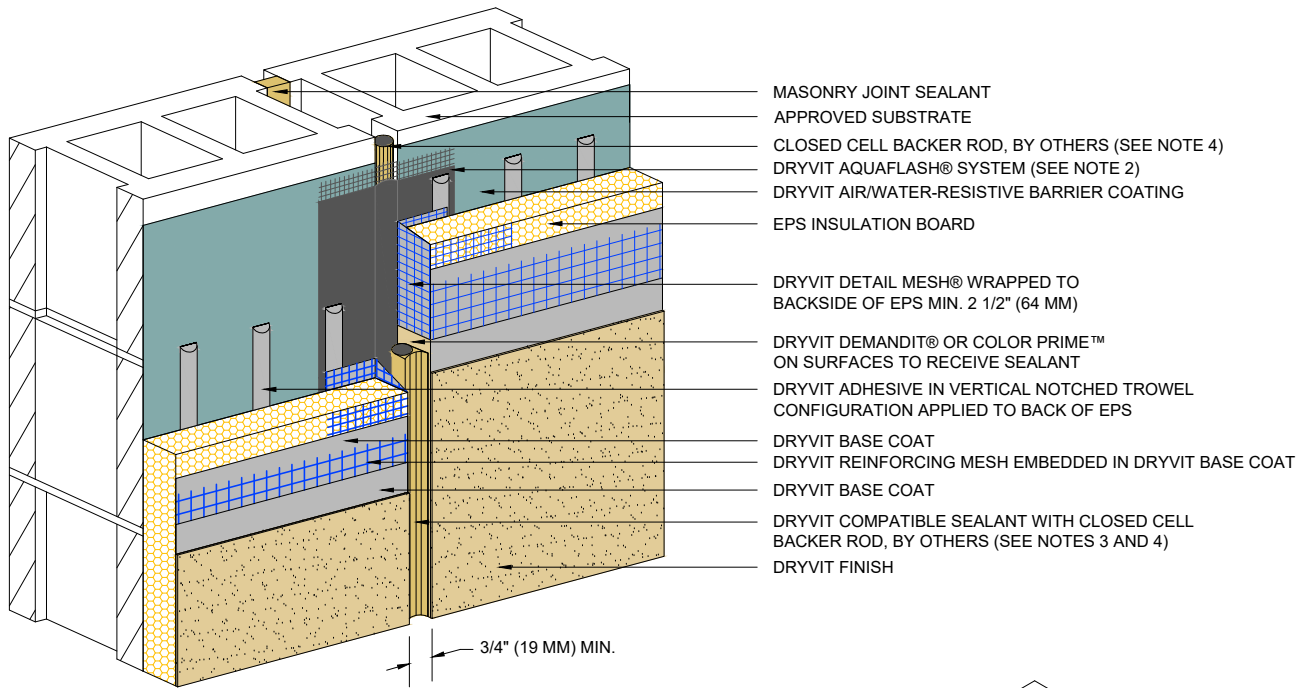 MASONRY JOINT SEALANT
APPROVED SUBSTRATE
CLOSED CELL BACKER ROD, BY OTHERS (SEE NOTE 4)
DRYVIT AQUAFLASH® SYSTEM (SEE NOTE 2)
DRYVIT AIR/WATER-RESISTIVE BARRIER COATING
EPS INSULATION BOARD
DRYVIT DETAIL MESH® WRAPPED TO
BACKSIDE OF EPS MIN. 2 1/2" (64 MM)
DRYVIT DEMANDIT® OR COLOR PRIME™
ON SURFACES TO RECEIVE SEALANT
DRYVIT ADHESIVE IN VERTICAL NOTCHED TROWEL
CONFIGURATION APPLIED TO BACK OF EPS
DRYVIT BASE COAT
DRYVIT REINFORCING MESH EMBEDDED IN DRYVIT BASE COAT
DRYVIT BASE COAT
DRYVIT COMPATIBLE SEALANT WITH CLOSED CELL
BACKER ROD, BY OTHERS (SEE NOTES 3 AND 4)
DRYVIT FINISH
3/4" (19 MM) MIN.